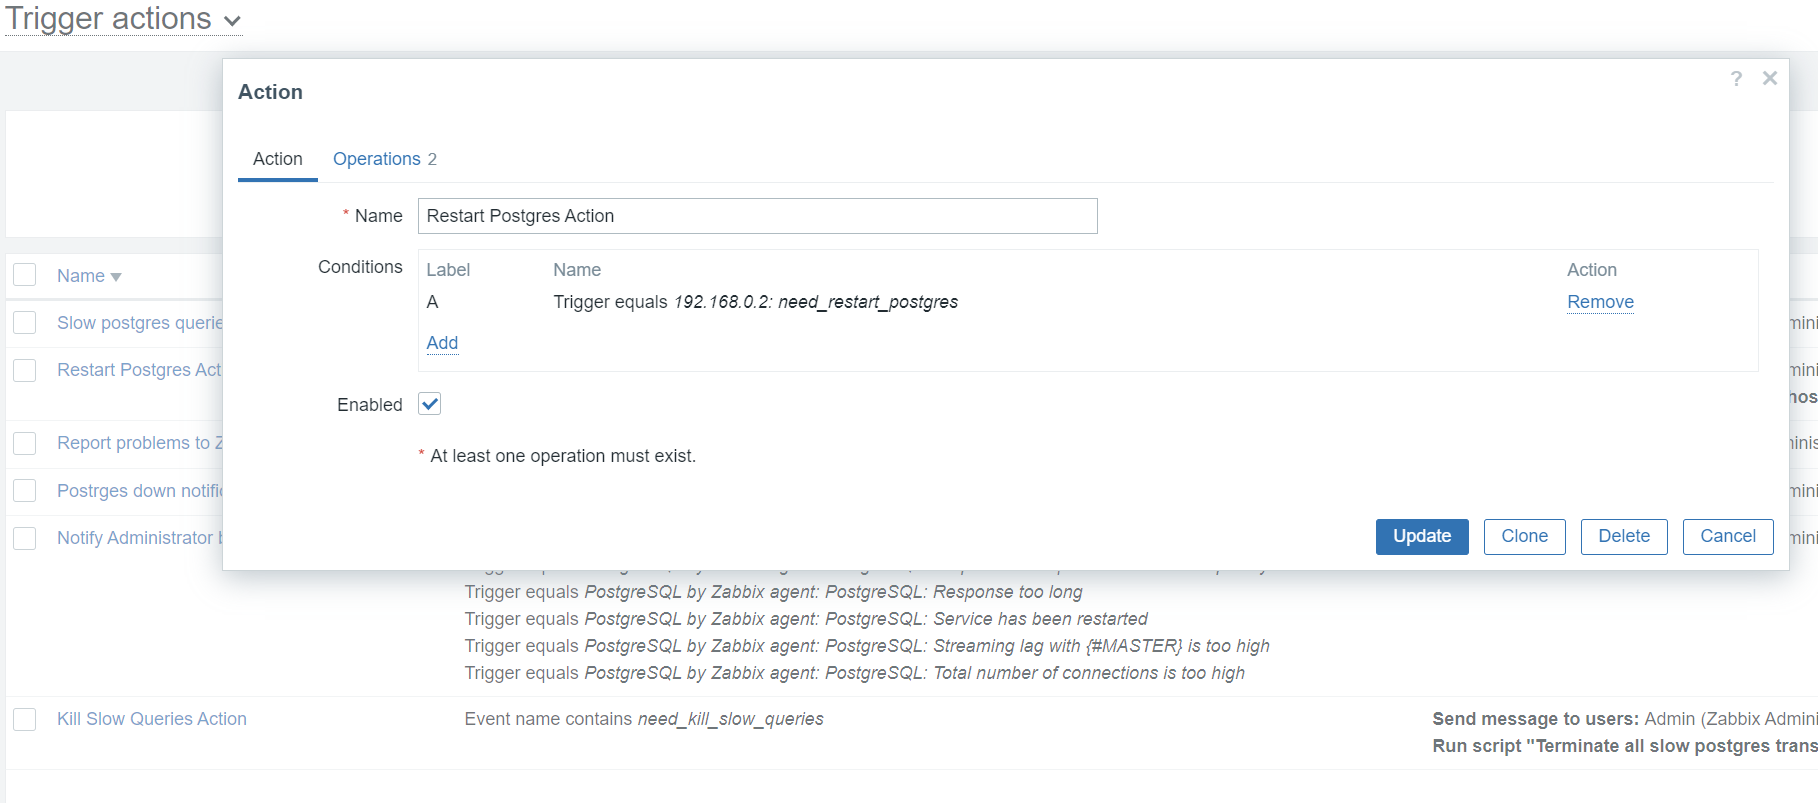 Trigger actions
Action
?
Action Operations 2
* Name Restart Postgres Action
Conditions Label Name Action
A Trigger equals 192.168.0.2: need_restart_postgres Remove
Add
Enabled
* At least one operation must exist.
Update Clone Delete Cancel
Name
Slow postgres querie
Restart Postgres Act
Report problems to Z
Postrges down notific
Notify Administrator
Trigger equals PostgreSQL by Zabbix agent: PostgreSQL: Response too long
Trigger equals PostgreSQL by Zabbix agent: PostgreSQL: Service has been restarted
Trigger equals PostgreSQL by Zabbix agent: PostgreSQL: Streaming lag with {#MASTER} is too high
Trigger equals PostgreSQL by Zabbix agent: PostgreSQL: Total number of connections is too high
Kill Slow Queries Action Event name contains need_kill_slow_queries Send message to users: Admin (Zabbix Admini
Run script "Terminate all slow postgres trans